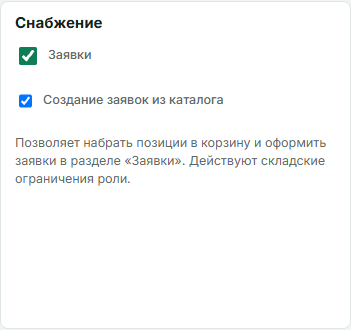 Снабжение
Заявки
Создание заявок из каталога
Позволяет набрать позиции в корзину и оформить
заявки в разделе «Заявки». Действуют складские
ограничения роли.